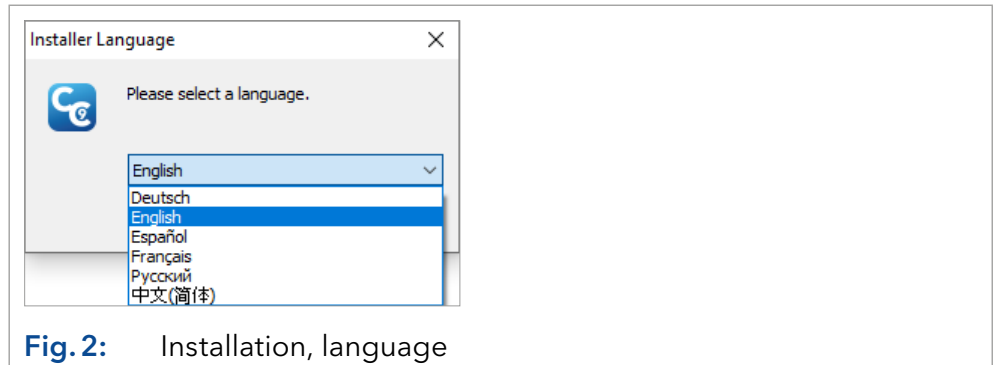 Installer Language
CC9
Please select a language.
English
Deutsch
English
Español
Français
Русский
中文(简体)
Fig. 2: Installation, language